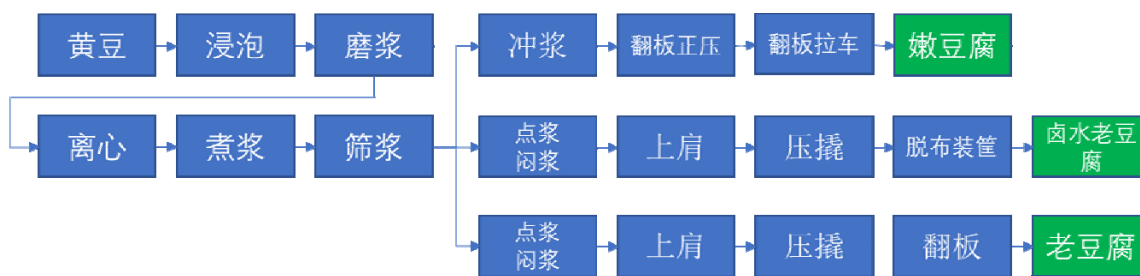 黄豆
浸泡
磨浆
冲浆
翻板正压
翻板拉车
嫩豆腐
离心
煮浆
筛浆
点浆
闷浆
上肩
压撬
脱布装筐
卤水老豆
腐
点浆
闷浆
上肩
压撬
翻板
老豆腐